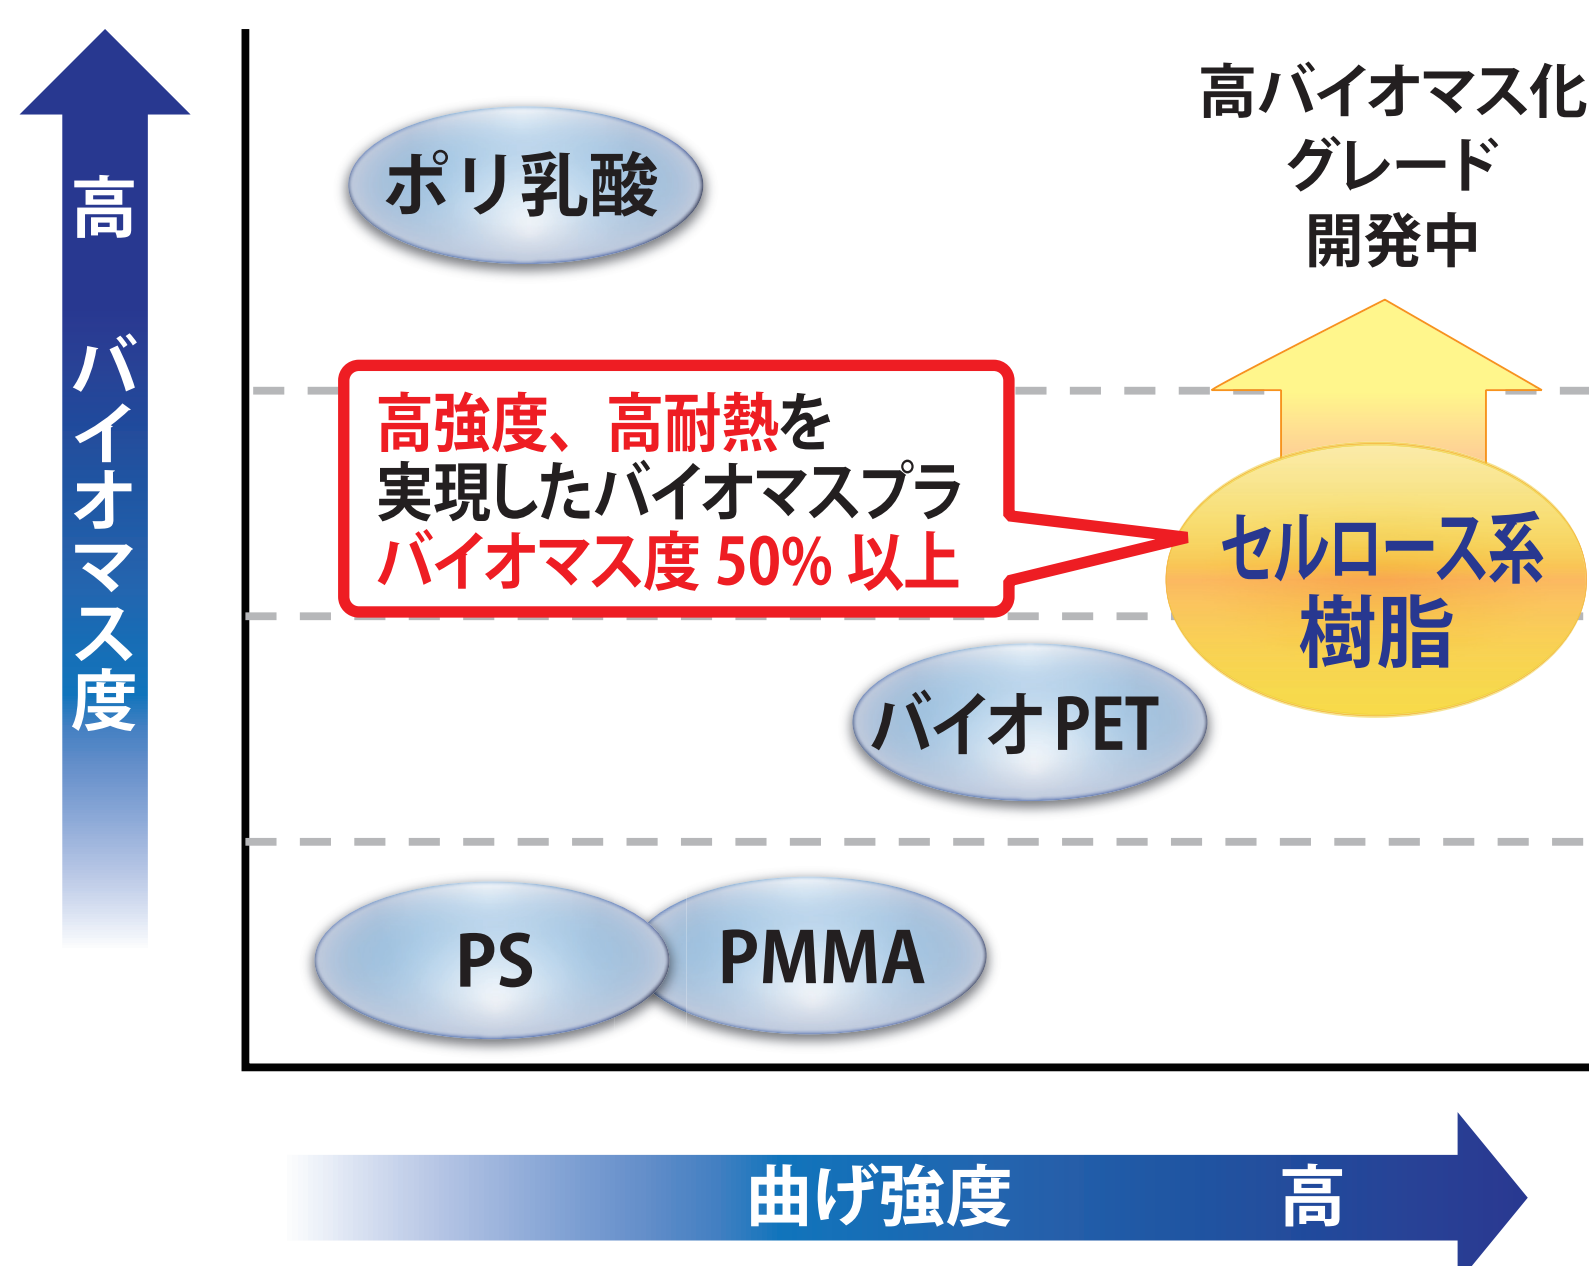 高 バイオマス度
高バイオマス化
グレード
開発中
ポリ乳酸
高強度、高耐熱を
実現したバイオマスプラ
バイオマス度 50% 以上
セルロース系
樹脂
バイオ PET
PS
PMMA
曲げ強度 高